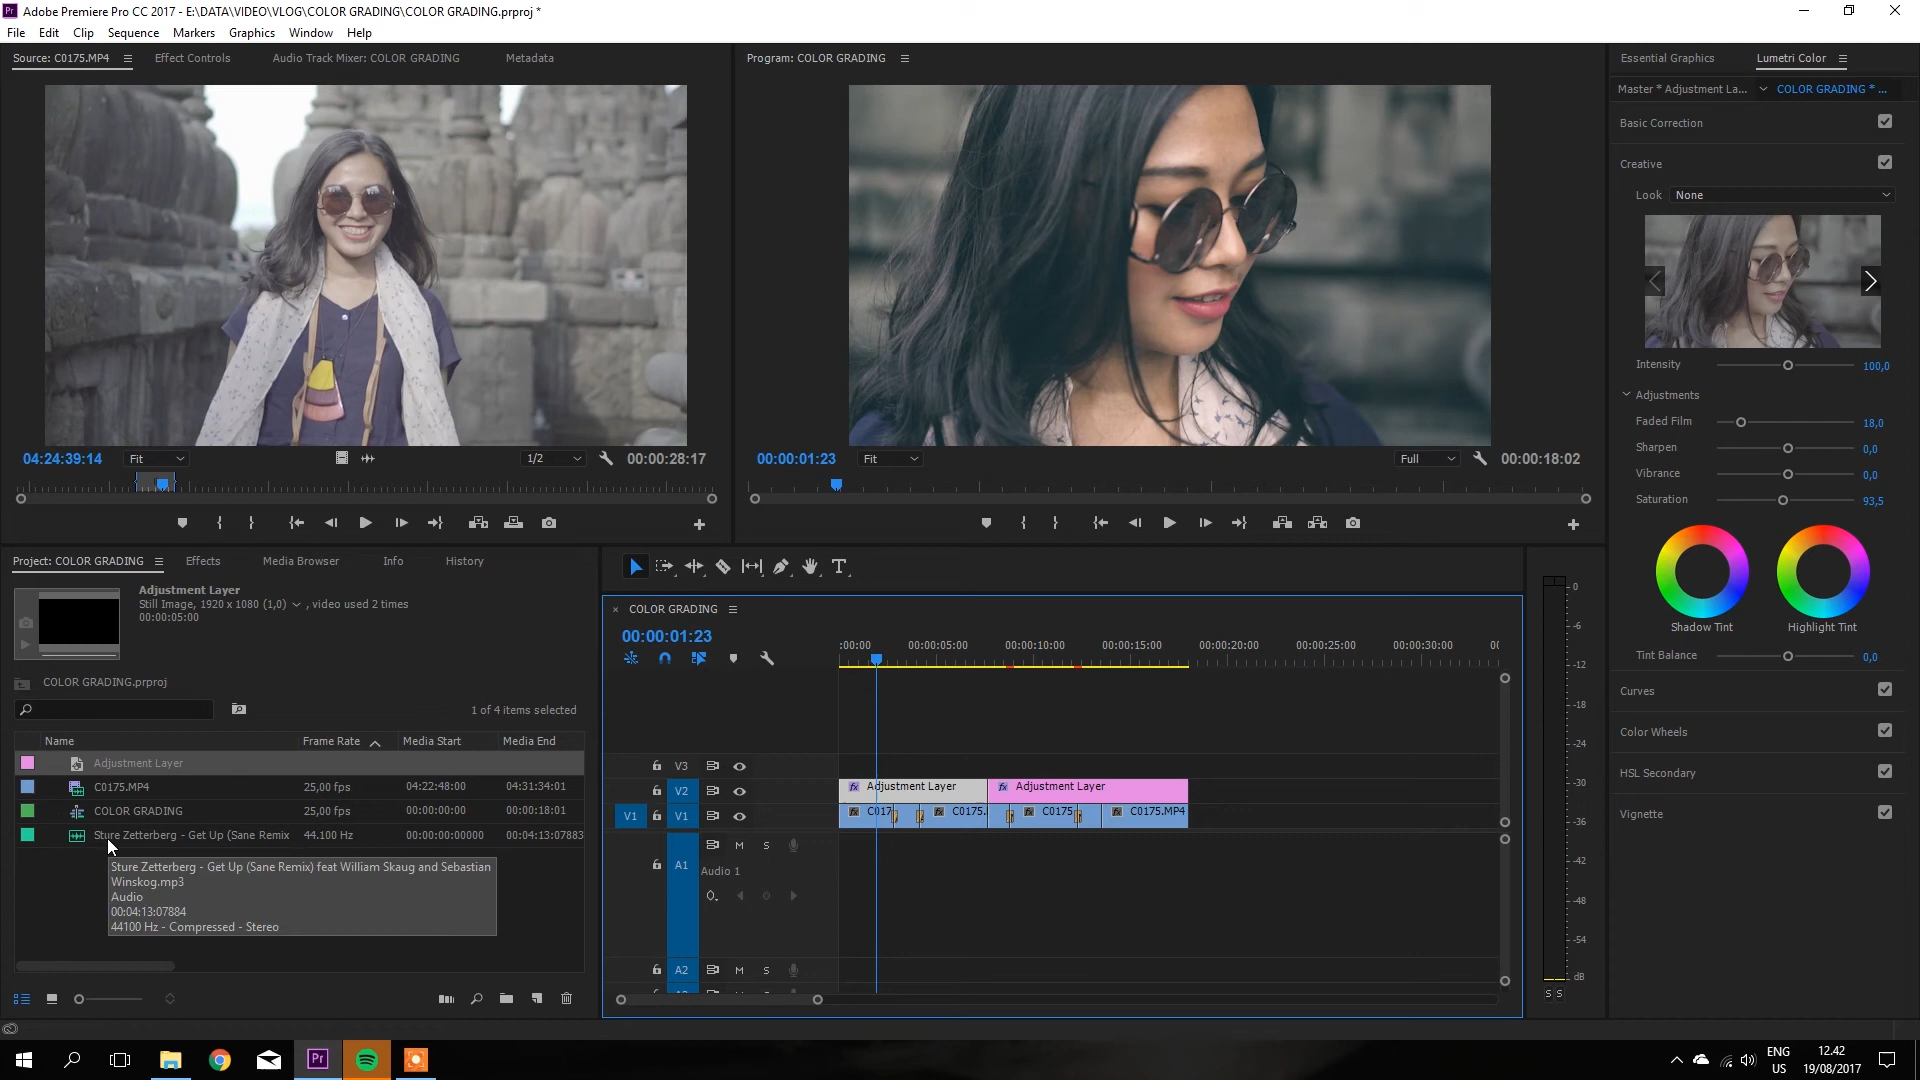 Adobe Premiere Pro CC 2017 - E:\DATA\VIDEO\VLOG\COLOR GRADING\COLOR GRADING.prproj *
File Edit Clip Sequence Markers Graphics Window Help
Source: C0175.MP4 Effect Controls Audio Track Mixer: COLOR GRADING Metadata
04:24:39:14 Fit 1/2 00:00:28:17
Program: COLOR GRADING
00:00:01:23 Fit Full 00:00:18:02
Essential Graphics Lumetri Color
Master * Adjustment La... COLOR GRADING * ...
Basic Correction
Creative
Look None
Intensity 100,0
Adjustments
Faded Film 18,0
Sharpen 0,0
Vibrance 0,0
Saturation 93,5
Shadow Tint Highlight Tint
Tint Balance 0,0
Curves
Color Wheels
HSL Secondary
Vignette
Project: COLOR GRADING Effects Media Browser Info History
Adjustment Layer
Still Image, 1920 x 1080 (1,0) , video used 2 times
00:00:05:00
COLOR GRADING.prproj
1 of 4 items selected
Name Frame Rate Media Start Media End
Adjustment Layer
C0175.MP4 25,00 fps 04:22:48:00 04:31:34:01
COLOR GRADING 25,00 fps 00:00:00:00 00:00:18:01
Sture Zetterberg - Get Up (Sane Remix 44.100 Hz 00:00:00:00000 00:04:13:07883
Sture Zetterberg - Get Up (Sane Remix) feat William Skaug and Sebastian
Winskog.mp3
Audio
00:04:13:07884
44100 Hz - Compressed - Stereo
T
× COLOR GRADING
00:00:01:23
:00:00 00:00:05:00 00:00:10:00 00:00:15:00 00:00:20:00 00:00:25:00 00:00:30:00 00
V3
V2 fx Adjustment Layer fx Adjustment Layer
V1 V1 fx C017 fx C0175. fx C0175 fx C0175.MP4
M S
A1
Audio 1
A2 M S
0
-6
-12
-18
-24
-30
-36
-42
-48
-54
dB
S S
Pr
ENG
US
12.42
19/08/2017